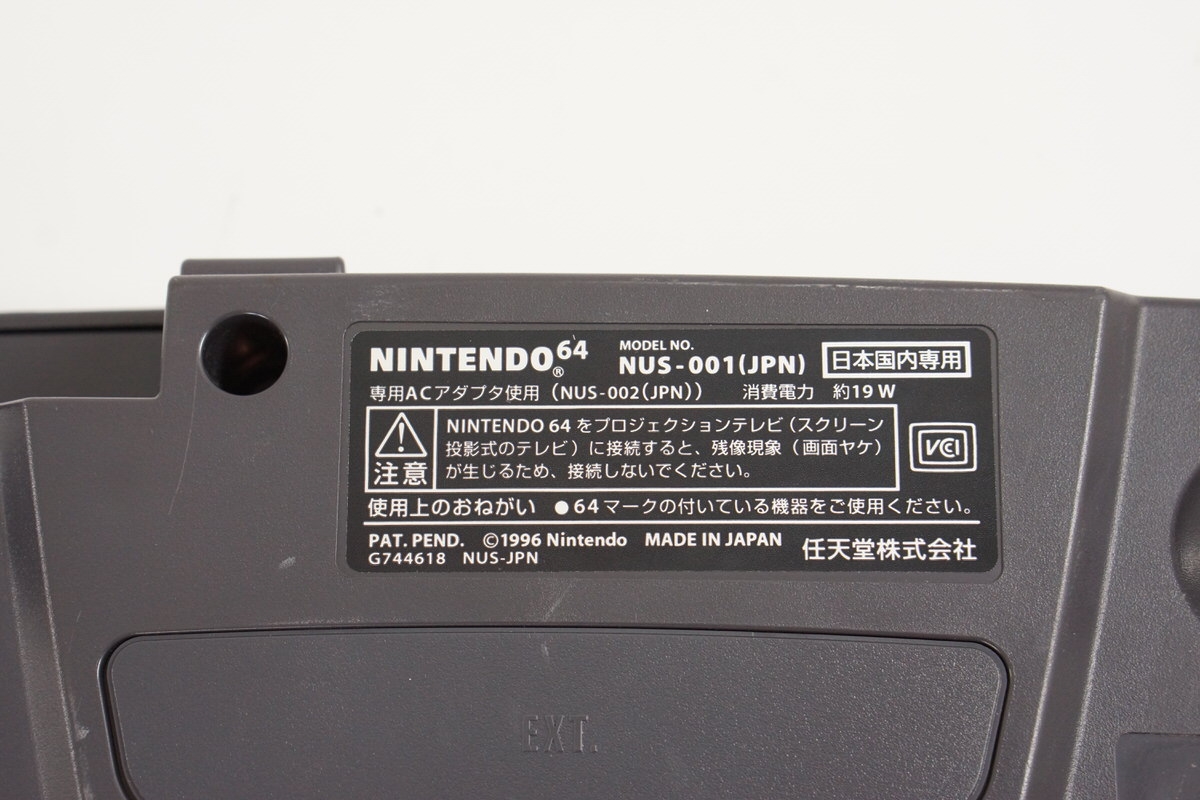 NINTENDO64®
MODEL NO.
NUS-001(JPN)
日本国内専用
専用ACアダプタ使用（NUS-002(JPN)） 消費電力 約19W
注意
NINTENDO 64 をプロジェクションテレビ（スクリーン
投影式のテレビ）に接続すると、残像現象（画面ヤケ）
が生じるため、接続しないでください。
VCCI
使用上のおねがい ●64マークの付いている機器をご使用ください。
PAT. PEND. ©1996 Nintendo MADE IN JAPAN
G744618 NUS-JPN
任天堂株式会社
EXT.